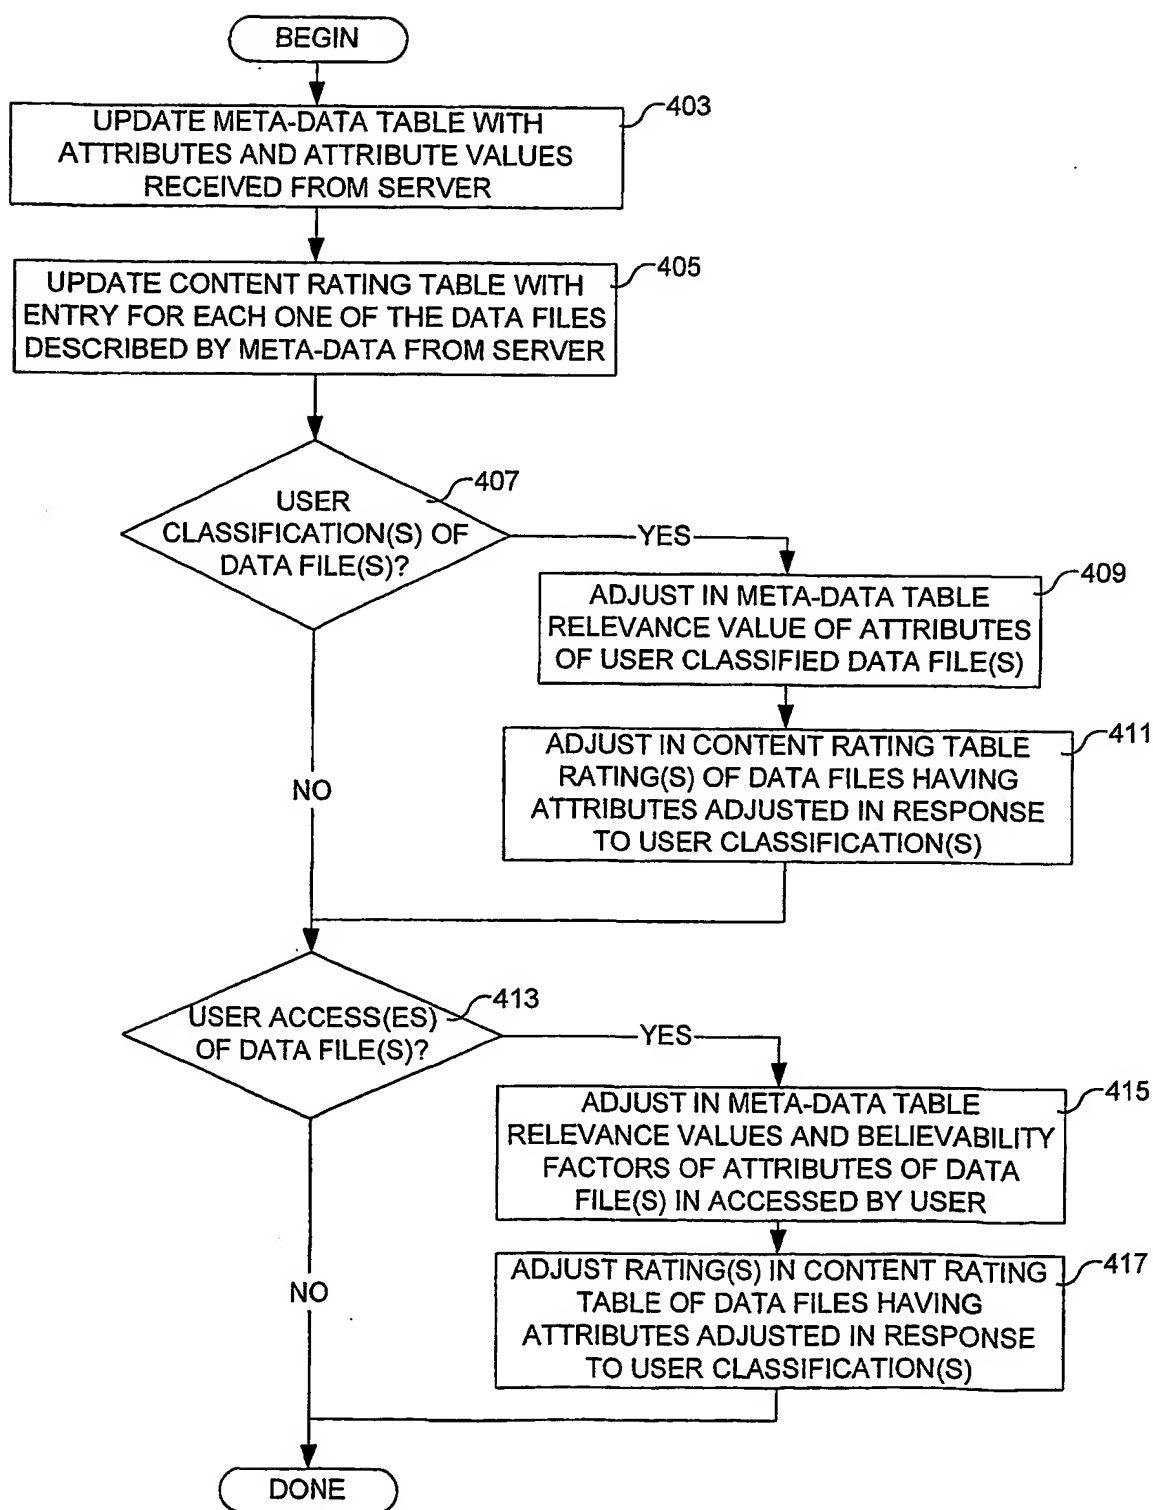 BEGIN
403
UPDATE META-DATA TABLE WITH
ATTRIBUTES AND ATTRIBUTE VALUES
RECEIVED FROM SERVER
405
UPDATE CONTENT RATING TABLE WITH
ENTRY FOR EACH ONE OF THE DATA FILES
DESCRIBED BY META-DATA FROM SERVER
407
USER
CLASSIFICATION(S) OF
DATA FILE(S)?
YES
409
ADJUST IN META-DATA TABLE
RELEVANCE VALUE OF ATTRIBUTES
OF USER CLASSIFIED DATA FILE(S)
411
ADJUST IN CONTENT RATING TABLE
RATING(S) OF DATA FILES HAVING
ATTRIBUTES ADJUSTED IN RESPONSE
TO USER CLASSIFICATION(S)
NO
413
USER ACCESS(ES)
OF DATA FILE(S)?
YES
415
ADJUST IN META-DATA TABLE
RELEVANCE VALUES AND BELIEVABILITY
FACTORS OF ATTRIBUTES OF DATA
FILE(S) IN ACCESSED BY USER
417
ADJUST RATING(S) IN CONTENT RATING
TABLE OF DATA FILES HAVING
ATTRIBUTES ADJUSTED IN RESPONSE
TO USER CLASSIFICATION(S)
NO
DONE